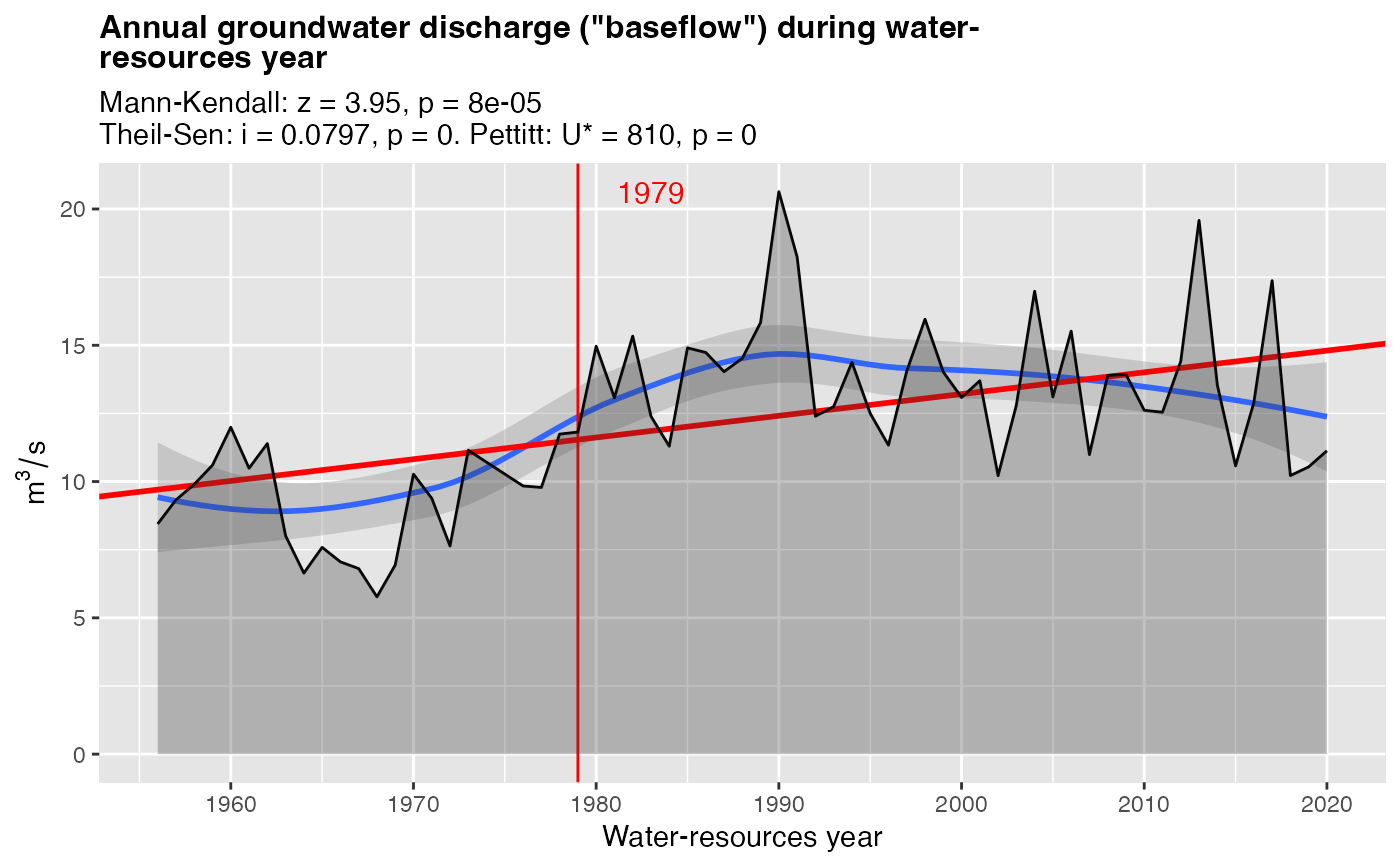 Annual groundwater discharge ("baseflow") during water-
resources year
Mann-Kendall: z = 3.95, p = 8e-05
Theil-Sen: i = 0.0797, p = 0. Pettitt: U* = 810, p = 0
1979
20
15
10
5
0
m³/s
1960 1970 1980 1990 2000 2010 2020
Water-resources year